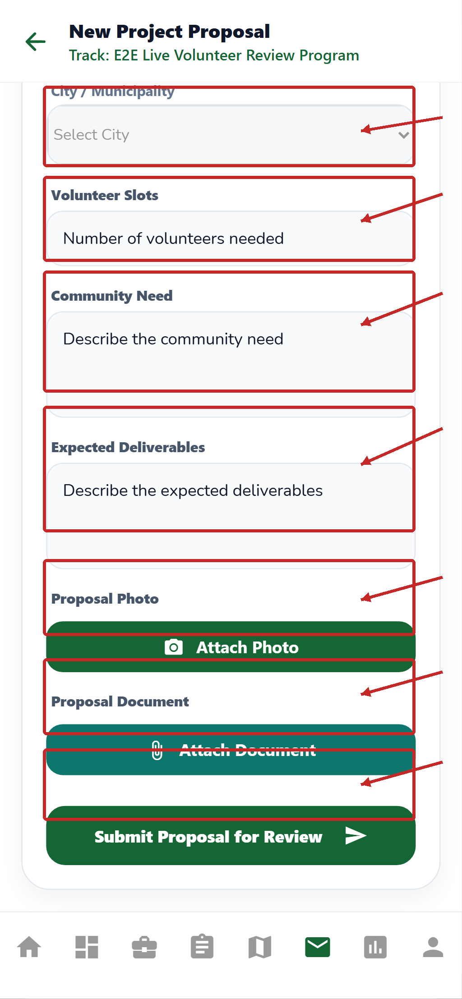 New Project Proposal
Track: E2E Live Volunteer Review Program
City / Municipality
Select City
Volunteer Slots
Number of volunteers needed
Community Need
Describe the community need
Expected Deliverables
Describe the expected deliverables
Proposal Photo
Attach Photo
Proposal Document
Attach Document
Submit Proposal for Review